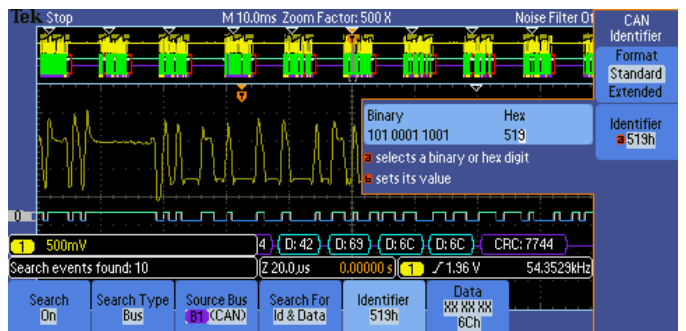 Tek Stop M 10.0ms Zoom Factor: 500 X Noise Filter Of
CAN
Identifier
Format
Standard
Extended
Identifier
a 519h
Binary Hex
101 0001 1001 519
a selects a binary or hex digit
b sets its value
4 D: 42 D: 69 D: 6C D: 6C CRC: 7744
1 500mV
Search events found: 10 Z 20.0µs 0.00000 s 1 1.96 V 54.3529kHz
Search
On
Search Type
Bus
Source Bus
B1 (CAN)
Search For
Id & Data
Identifier
519h
Data
XX XX XX
6Ch